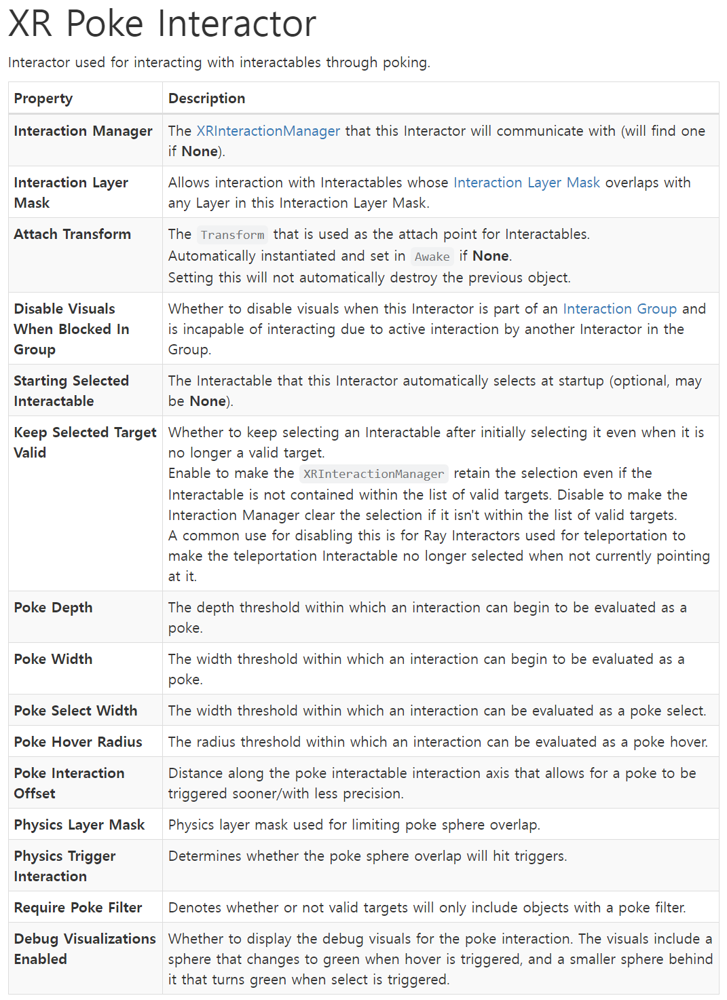 XR Poke Interactor
Interactor used for interacting with interactables through poking.
Property Description
Interaction Manager The XRInteractionManager that this Interactor will communicate with (will find one
if None).
Interaction Layer Allows interaction with Interactables whose Interaction Layer Mask overlaps with
Mask any Layer in this Interaction Layer Mask.
Attach Transform The Transform that is used as the attach point for Interactables.
Automatically instantiated and set in Awake if None.
Setting this will not automatically destroy the previous object.
Disable Visuals Whether to disable visuals when this Interactor is part of an Interaction Group and
When Blocked In is incapable of interacting due to active interaction by another Interactor in the
Group Group.
Starting Selected The Interactable that this Interactor automatically selects at startup (optional, may
Interactable be None).
Keep Selected Target Whether to keep selecting an Interactable after initially selecting it even when it is
Valid no longer a valid target.
Enable to make the XRInteractionManager retain the selection even if the
Interactable is not contained within the list of valid targets. Disable to make the
Interaction Manager clear the selection if it isn't within the list of valid targets.
A common use for disabling this is for Ray Interactors used for teleportation to
make the teleportation Interactable no longer selected when not currently pointing
at it.
Poke Depth The depth threshold within which an interaction can begin to be evaluated as a
poke.
Poke Width The width threshold within which an interaction can begin to be evaluated as a
poke.
Poke Select Width The width threshold within which an interaction can be evaluated as a poke select.
Poke Hover Radius The radius threshold within which an interaction can be evaluated as a poke hover.
Poke Interaction Distance along the poke interactable interaction axis that allows for a poke to be
Offset triggered sooner/with less precision.
Physics Layer Mask Physics layer mask used for limiting poke sphere overlap.
Physics Trigger Determines whether the poke sphere overlap will hit triggers.
Interaction
Require Poke Filter Denotes whether or not valid targets will only include objects with a poke filter.
Debug Visualizations Whether to display the debug visuals for the poke interaction. The visuals include a
Enabled sphere that changes to green when hover is triggered, and a smaller sphere behind
it that turns green when select is triggered.